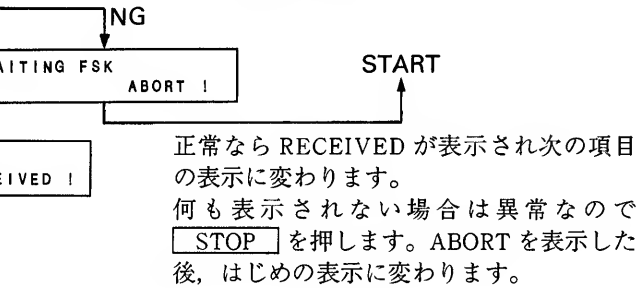 NG
AITING FSK
ABORT !
START
EIVED !
正常なら RECEIVED が表示され次の項目
の表示に変わります。
何も表示されない場合は異常なので
STOP を押します。ABORT を表示した
後，はじめの表示に変わります。